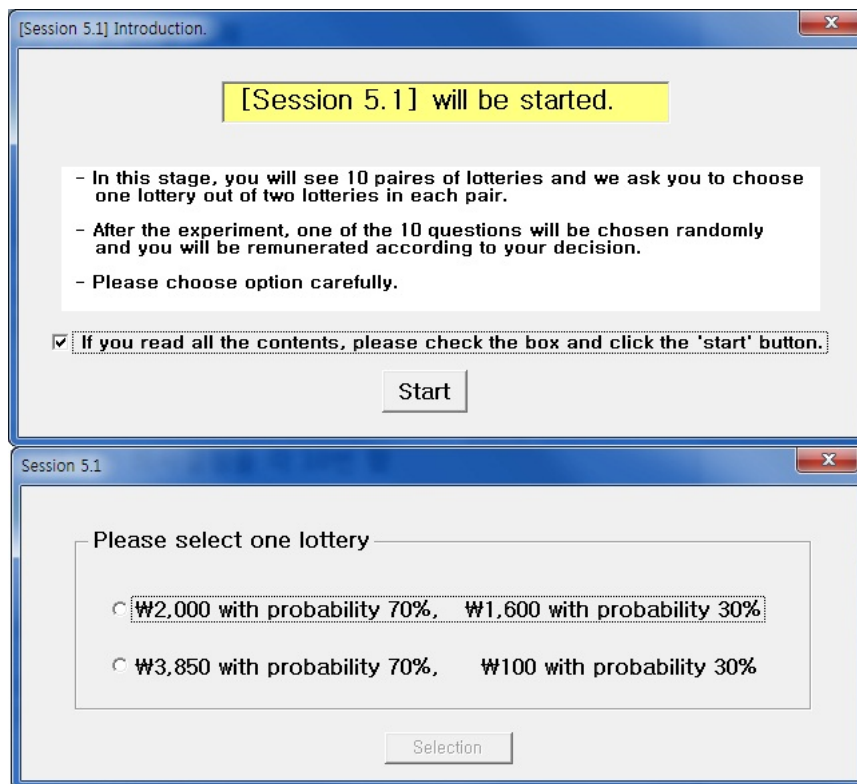 [Session 5.1] Introduction.
[Session 5.1] will be started.
- In this stage, you will see 10 paires of lotteries and we ask you to choose
one lottery out of two lotteries in each pair.
- After the experiment, one of the 10 questions will be chosen randomly
and you will be remunerated according to your decision.
- Please choose option carefully.
If you read all the contents, please check the box and click the 'start' button.
Start
Session 5.1
Please select one lottery
₩2,000 with probability 70%, ₩1,600 with probability 30%
₩3,850 with probability 70%, ₩100 with probability 30%
Selection